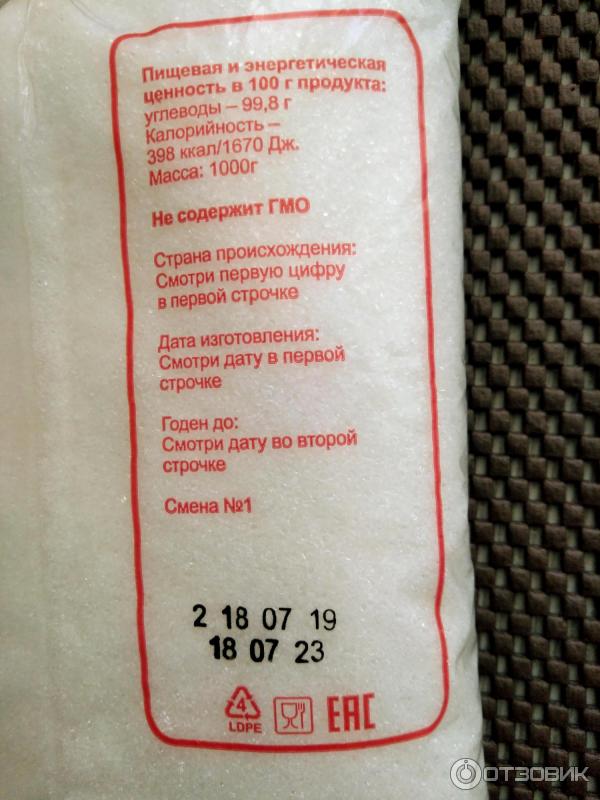 Пищевая и энергетическая
ценность в 100 г продукта:
углеводы – 99,8 г
Калорийность –
398 ккал/1670 Дж.
Масса: 1000г
Не содержит ГМО
Страна происхождения:
Смотри первую цифру
в первой строчке
Дата изготовления:
Смотри дату в первой
строчке
Годен до:
Смотри дату во второй
строчке
Смена №1
2 18 07 19
18 07 23
4
LDPE
EAC
ОТЗОВИК